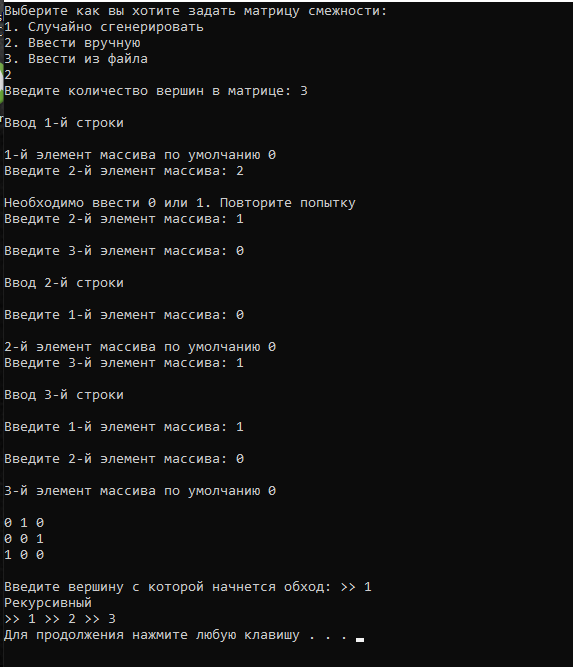 Выберите как вы хотите задать матрицу смежности:
1. Случайно сгенерировать
2. Ввести вручную
3. Ввести из файла
2
Введите количество вершин в матрице: 3
Ввод 1-й строки
1-й элемент массива по умолчанию 0
Введите 2-й элемент массива: 2
Необходимо ввести 0 или 1. Повторите попытку
Введите 2-й элемент массива: 1
Введите 3-й элемент массива: 0
Ввод 2-й строки
Введите 1-й элемент массива: 0
2-й элемент массива по умолчанию 0
Введите 3-й элемент массива: 1
Ввод 3-й строки
Введите 1-й элемент массива: 1
Введите 2-й элемент массива: 0
3-й элемент массива по умолчанию 0
0 1 0
0 0 1
1 0 0
Введите вершину с которой начнется обход: >> 1
Рекурсивный
>> 1 >> 2 >> 3
Для продолжения нажмите любую клавишу . . .